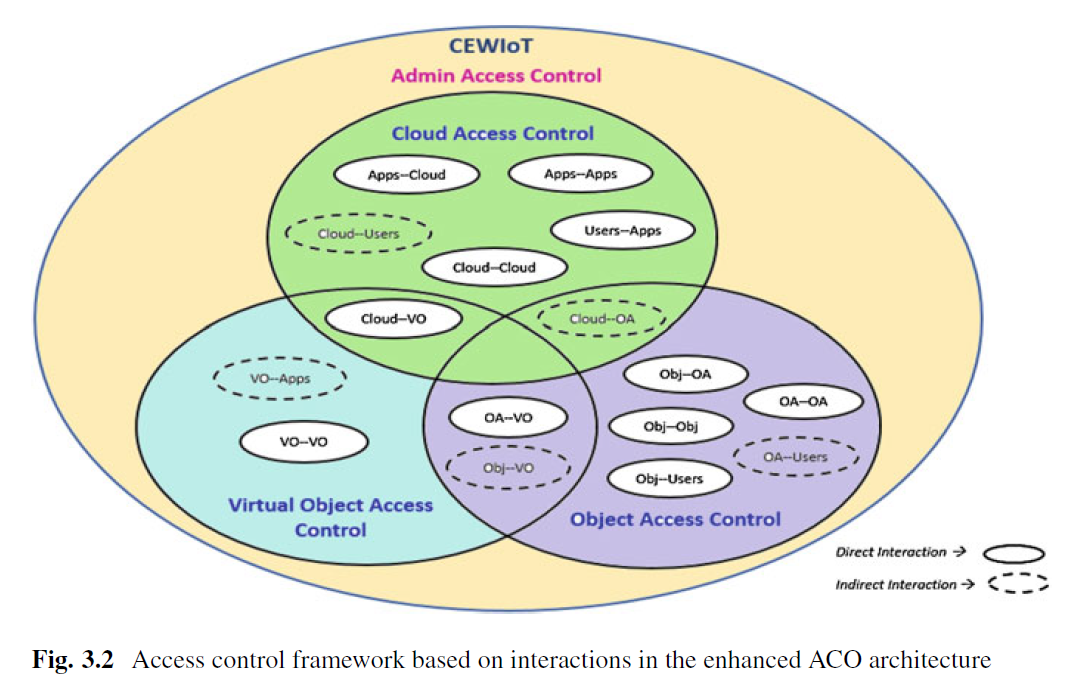 CEWIoT
Admin Access Control
Cloud Access Control
Apps–Cloud
Apps–Apps
Cloud--Users
Users–Apps
Cloud–Cloud
Cloud–VO
Cloud--OA
VO--Apps
VO–VO
OA–VO
Obj--VO
Obj–OA
OA–OA
Obj–Obj
OA--Users
Obj–Users
Virtual Object Access
Control
Object Access Control
Direct Interaction →
Indirect Interaction →
Fig. 3.2 Access control framework based on interactions in the enhanced ACO architecture